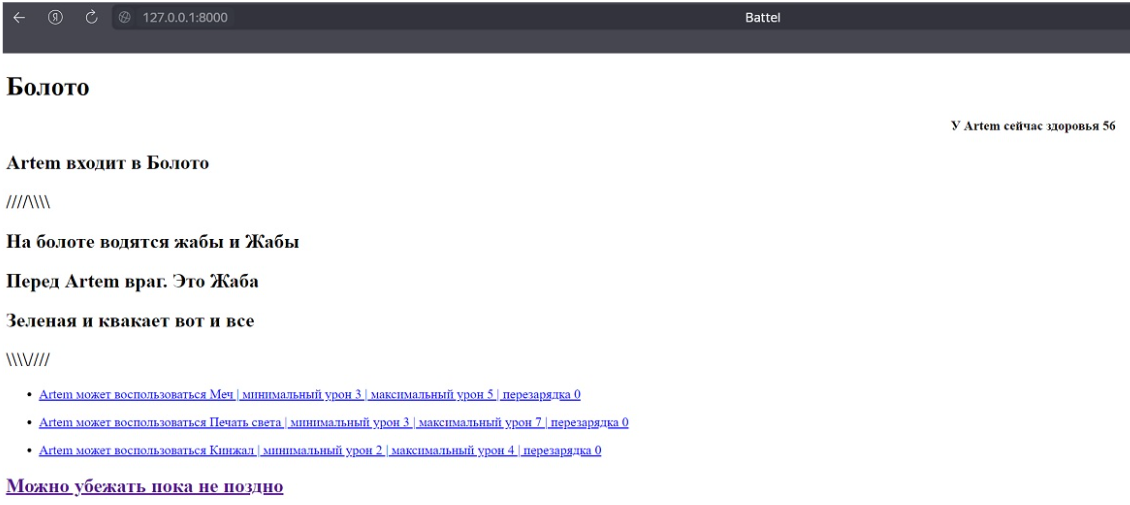 127.0.0.1:8000 Battel
Болото
У Artem сейчас здоровья 56
Artem входит в Болото
////\\\\
На болоте водятся жабы и Жабы
Перед Artem враг. Это Жаба
Зеленая и квакает вот и все
\\\\////
• Artem может воспользоваться Меч | минимальный урон 3 | максимальный урон 5 | перезарядка 0
• Artem может воспользоваться Печать света | минимальный урон 3 | максимальный урон 7 | перезарядка 0
• Artem может воспользоваться Кинжал | минимальный урон 2 | максимальный урон 4 | перезарядка 0
Можно убежать пока не поздно